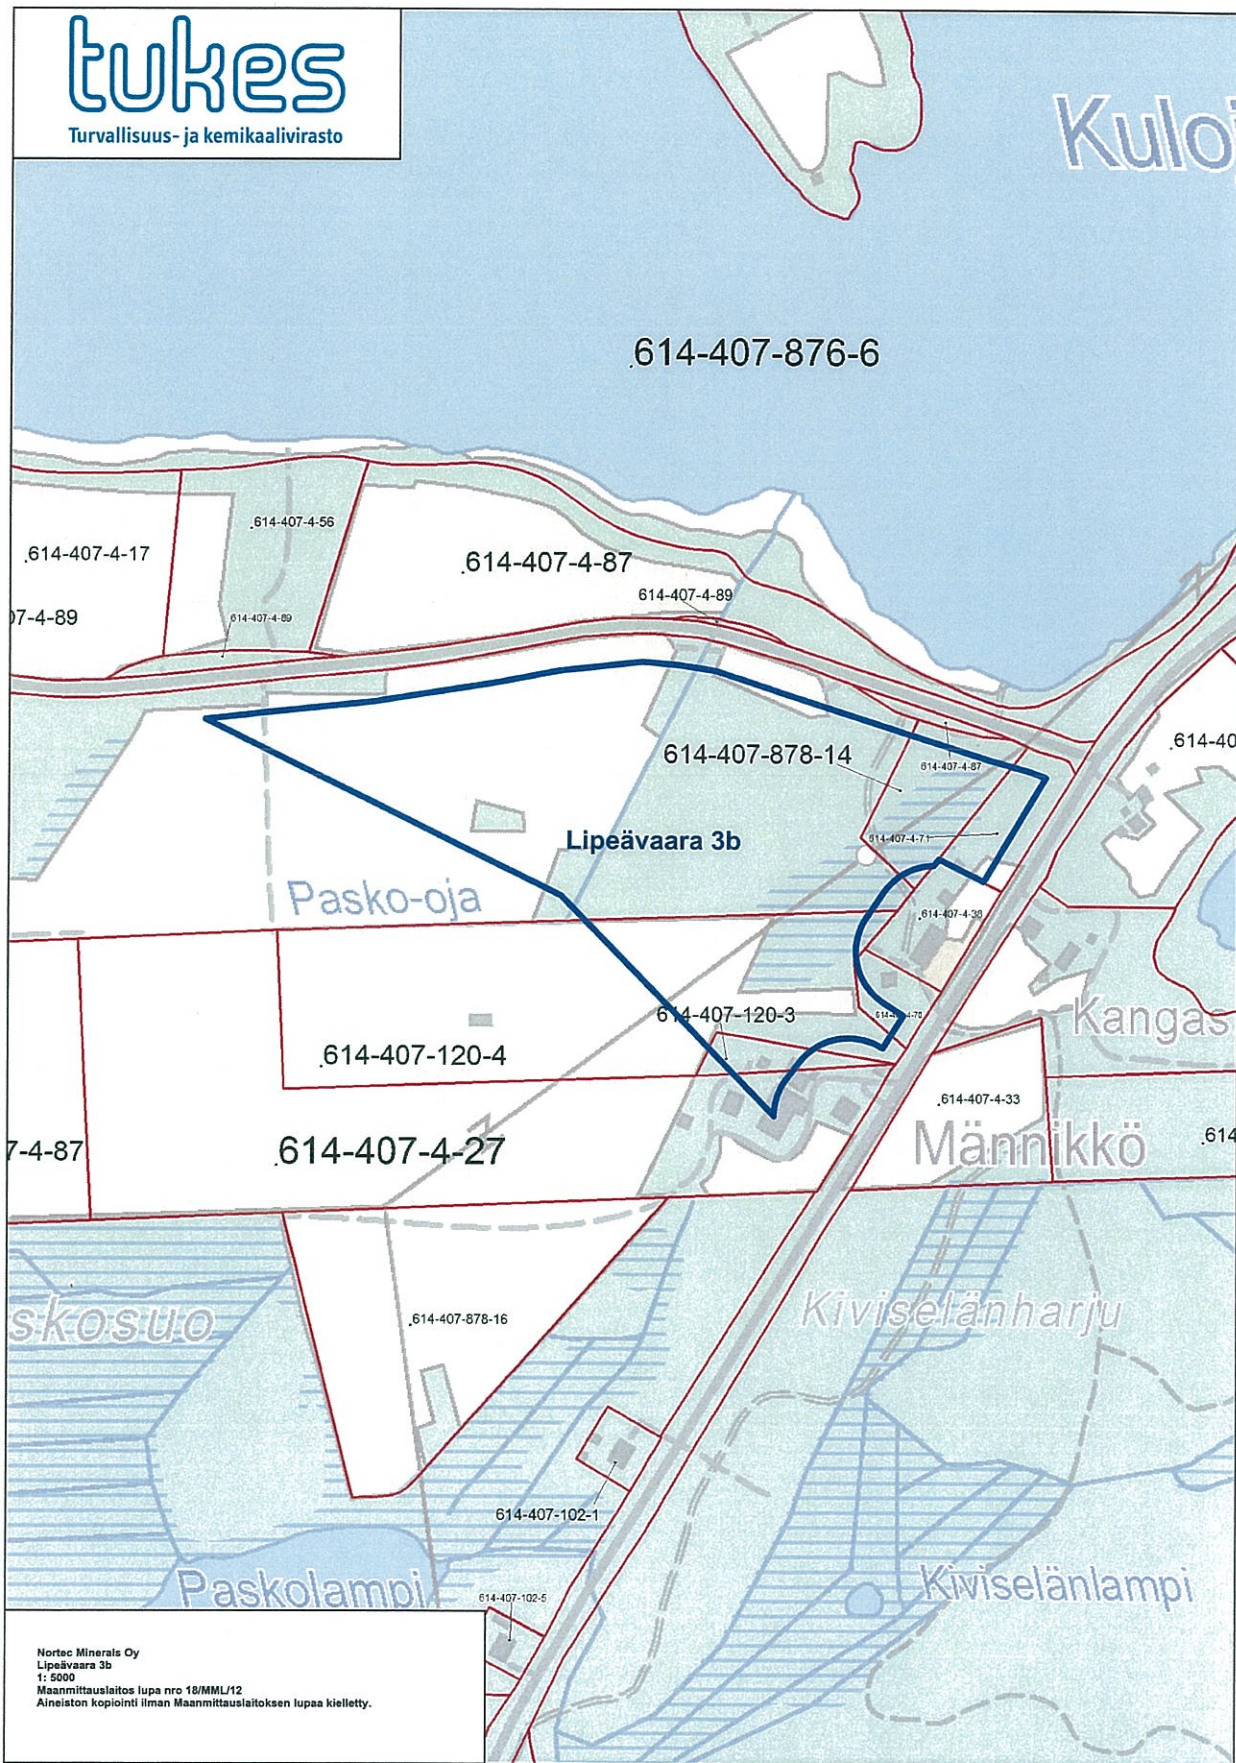 tukes
Turvallisuus- ja kemikaalivirasto
Kuloj
.614-407-876-6
.614-407-4-56
.614-407-4-17
.614-407-4-87
614-407-4-89
07-4-89
614-407-4-89
614-407-878-14
614-407-4-87
.614-40
614-407-4-71
Lipeävaara 3b
Pasko-oja
.614-407-4-38
614-407-120-3
Kangas
.614-407-120-4
.614-407-4-33
Männikkö
.614
7-4-87
.614-407-4-27
skosuo
.614-407-878-16
Kiviselänharju
614-407-102-1
Paskolampi
Kiviselänlampi
614-407-102-5
Nortec Minerals Oy
Lipeävaara 3b
1: 5000
Maanmittauslaitos lupa nro 18/MML/12
Aineiston kopiointi ilman Maanmittauslaitoksen lupaa kielletty.